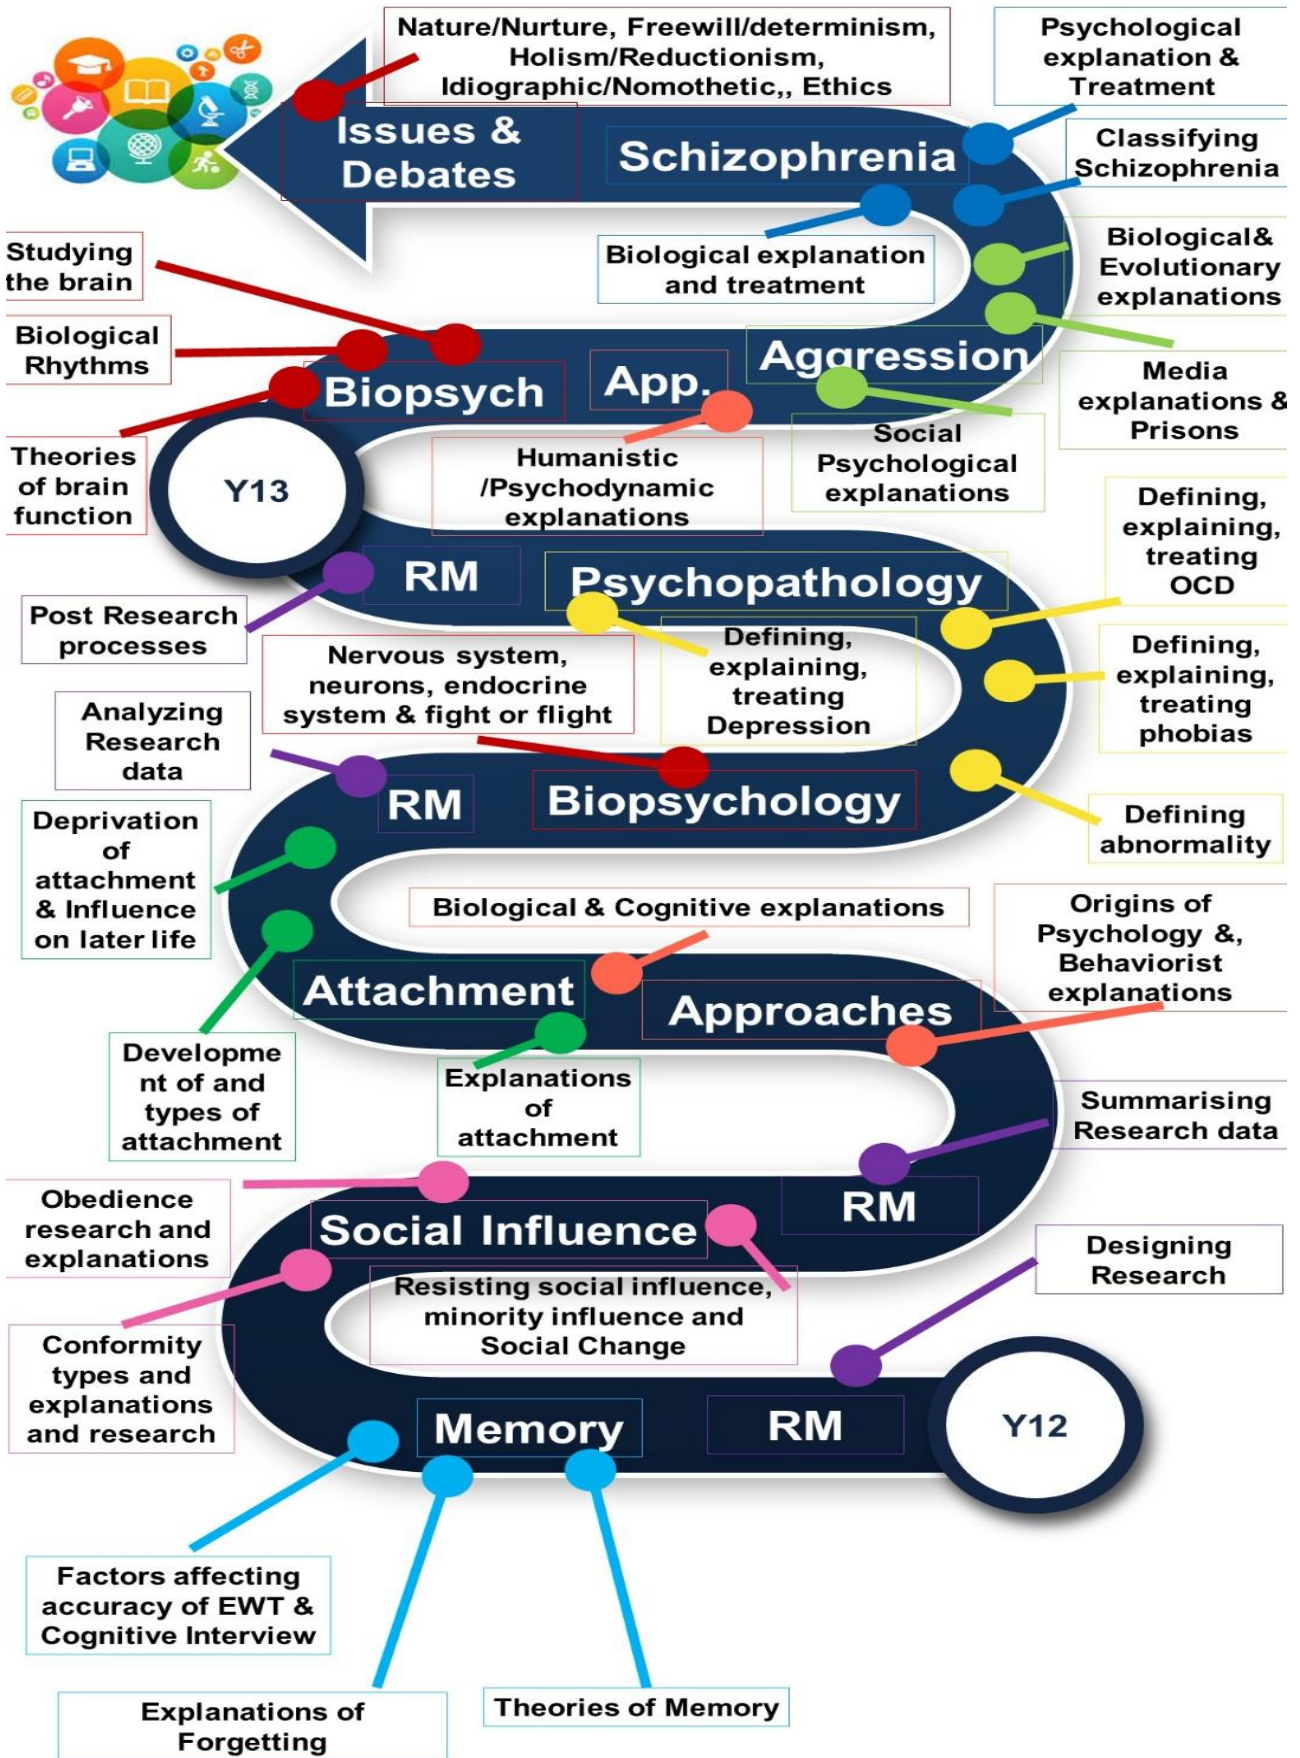 Nature/Nurture, Freewill/determinism,
Holism/Reductionism,
Idiographic/Nomothetic,, Ethics
Psychological
explanation &
Treatment
Issues &
Debates
Schizophrenia
Classifying
Schizophrenia
Biological explanation
and treatment
Biological&
Evolutionary
explanations
Studying
the brain
Biological
Rhythms
Biopsych
App.
Aggression
Media
explanations &
Prisons
Theories
of brain
function
Y13
Humanistic
/Psychodynamic
explanations
Social
Psychological
explanations
Defining,
explaining,
treating
OCD
RM
Psychopathology
Post Research
processes
Nervous system,
neurons, endocrine
system & fight or flight
Defining,
explaining,
treating
Depression
Defining,
explaining,
treating
phobias
Analyzing
Research
data
RM
Biopsychology
Defining
abnormality
Deprivation
of
attachment
& Influence
on later life
Biological & Cognitive explanations
Origins of
Psychology &,
Behaviorist
explanations
Attachment
Approaches
Developme
nt of and
types of
attachment
Explanations
of
attachment
Summarising
Research data
Obedience
research and
explanations
Social Influence
RM
Designing
Research
Resisting social influence,
minority influence and
Social Change
Conformity
types and
explanations
and research
Memory
RM
Y12
Factors affecting
accuracy of EWT &
Cognitive Interview
Explanations of
Forgetting
Theories of Memory